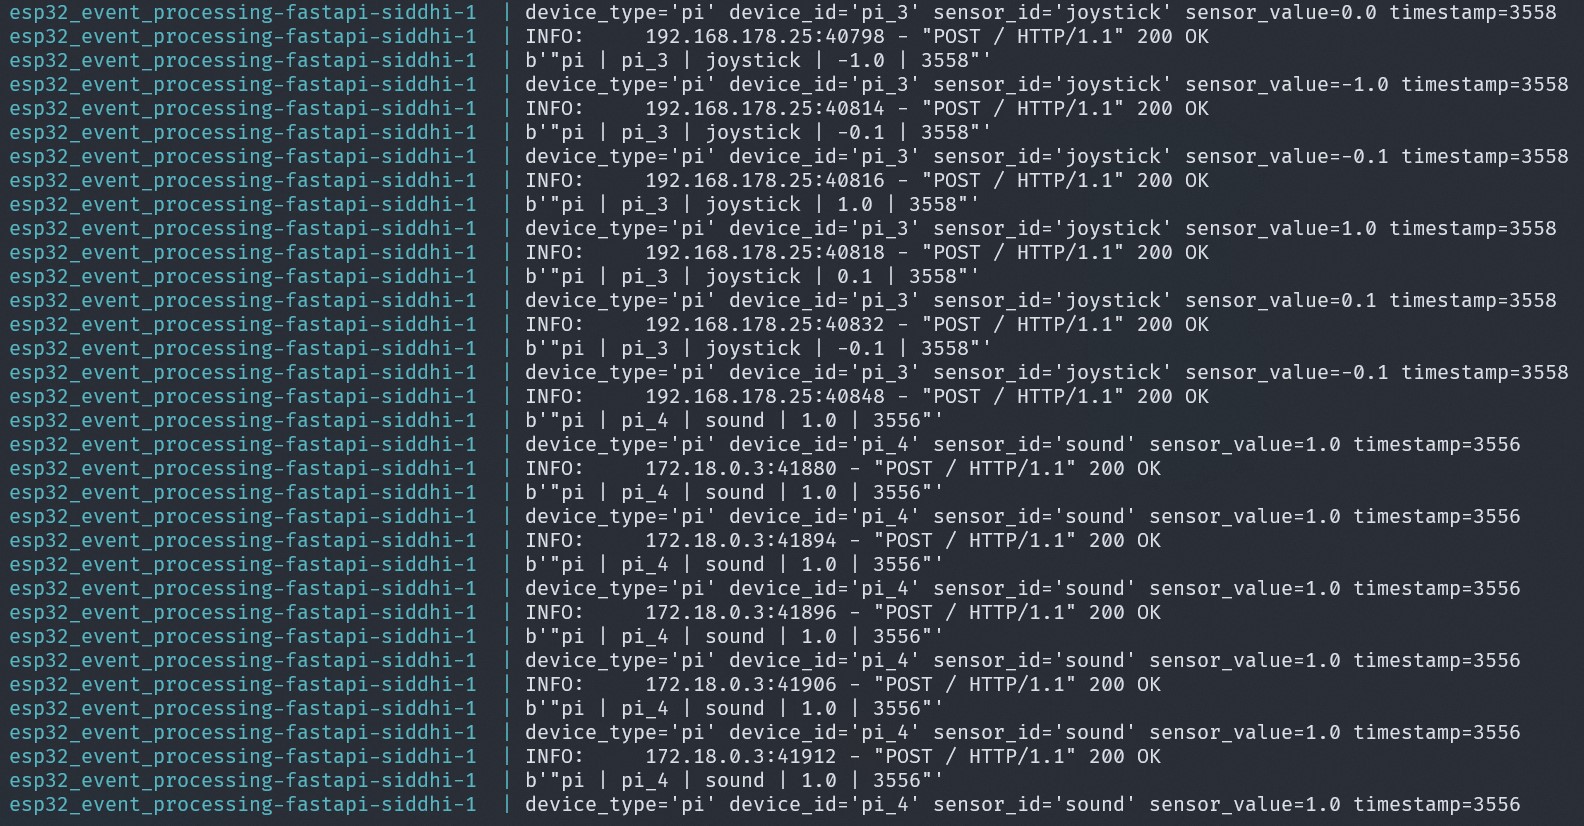 esp32_event_processing-fastapi-siddhi-1  | device_type='pi' device_id='pi_3' sensor_id='joystick' sensor_value=0.0 timestamp=3558
esp32_event_processing-fastapi-siddhi-1  | INFO:     192.168.178.25:40798 - "POST / HTTP/1.1" 200 OK
esp32_event_processing-fastapi-siddhi-1  | b'"pi | pi_3 | joystick | -1.0 | 3558"'
esp32_event_processing-fastapi-siddhi-1  | device_type='pi' device_id='pi_3' sensor_id='joystick' sensor_value=-1.0 timestamp=3558
esp32_event_processing-fastapi-siddhi-1  | INFO:     192.168.178.25:40814 - "POST / HTTP/1.1" 200 OK
esp32_event_processing-fastapi-siddhi-1  | b'"pi | pi_3 | joystick | -0.1 | 3558"'
esp32_event_processing-fastapi-siddhi-1  | device_type='pi' device_id='pi_3' sensor_id='joystick' sensor_value=-0.1 timestamp=3558
esp32_event_processing-fastapi-siddhi-1  | INFO:     192.168.178.25:40816 - "POST / HTTP/1.1" 200 OK
esp32_event_processing-fastapi-siddhi-1  | b'"pi | pi_3 | joystick | 1.0 | 3558"'
esp32_event_processing-fastapi-siddhi-1  | device_type='pi' device_id='pi_3' sensor_id='joystick' sensor_value=1.0 timestamp=3558
esp32_event_processing-fastapi-siddhi-1  | INFO:     192.168.178.25:40818 - "POST / HTTP/1.1" 200 OK
esp32_event_processing-fastapi-siddhi-1  | b'"pi | pi_3 | joystick | 0.1 | 3558"'
esp32_event_processing-fastapi-siddhi-1  | device_type='pi' device_id='pi_3' sensor_id='joystick' sensor_value=0.1 timestamp=3558
esp32_event_processing-fastapi-siddhi-1  | INFO:     192.168.178.25:40832 - "POST / HTTP/1.1" 200 OK
esp32_event_processing-fastapi-siddhi-1  | b'"pi | pi_3 | joystick | -0.1 | 3558"'
esp32_event_processing-fastapi-siddhi-1  | device_type='pi' device_id='pi_3' sensor_id='joystick' sensor_value=-0.1 timestamp=3558
esp32_event_processing-fastapi-siddhi-1  | INFO:     192.168.178.25:40848 - "POST / HTTP/1.1" 200 OK
esp32_event_processing-fastapi-siddhi-1  | b'"pi | pi_4 | sound | 1.0 | 3556"'
esp32_event_processing-fastapi-siddhi-1  | device_type='pi' device_id='pi_4' sensor_id='sound' sensor_value=1.0 timestamp=3556
esp32_event_processing-fastapi-siddhi-1  | INFO:     172.18.0.3:41880 - "POST / HTTP/1.1" 200 OK
esp32_event_processing-fastapi-siddhi-1  | b'"pi | pi_4 | sound | 1.0 | 3556"'
esp32_event_processing-fastapi-siddhi-1  | device_type='pi' device_id='pi_4' sensor_id='sound' sensor_value=1.0 timestamp=3556
esp32_event_processing-fastapi-siddhi-1  | INFO:     172.18.0.3:41894 - "POST / HTTP/1.1" 200 OK
esp32_event_processing-fastapi-siddhi-1  | b'"pi | pi_4 | sound | 1.0 | 3556"'
esp32_event_processing-fastapi-siddhi-1  | device_type='pi' device_id='pi_4' sensor_id='sound' sensor_value=1.0 timestamp=3556
esp32_event_processing-fastapi-siddhi-1  | INFO:     172.18.0.3:41896 - "POST / HTTP/1.1" 200 OK
esp32_event_processing-fastapi-siddhi-1  | b'"pi | pi_4 | sound | 1.0 | 3556"'
esp32_event_processing-fastapi-siddhi-1  | device_type='pi' device_id='pi_4' sensor_id='sound' sensor_value=1.0 timestamp=3556
esp32_event_processing-fastapi-siddhi-1  | INFO:     172.18.0.3:41906 - "POST / HTTP/1.1" 200 OK
esp32_event_processing-fastapi-siddhi-1  | b'"pi | pi_4 | sound | 1.0 | 3556"'
esp32_event_processing-fastapi-siddhi-1  | device_type='pi' device_id='pi_4' sensor_id='sound' sensor_value=1.0 timestamp=3556
esp32_event_processing-fastapi-siddhi-1  | INFO:     172.18.0.3:41912 - "POST / HTTP/1.1" 200 OK
esp32_event_processing-fastapi-siddhi-1  | b'"pi | pi_4 | sound | 1.0 | 3556"'
esp32_event_processing-fastapi-siddhi-1  | device_type='pi' device_id='pi_4' sensor_id='sound' sensor_value=1.0 timestamp=3556